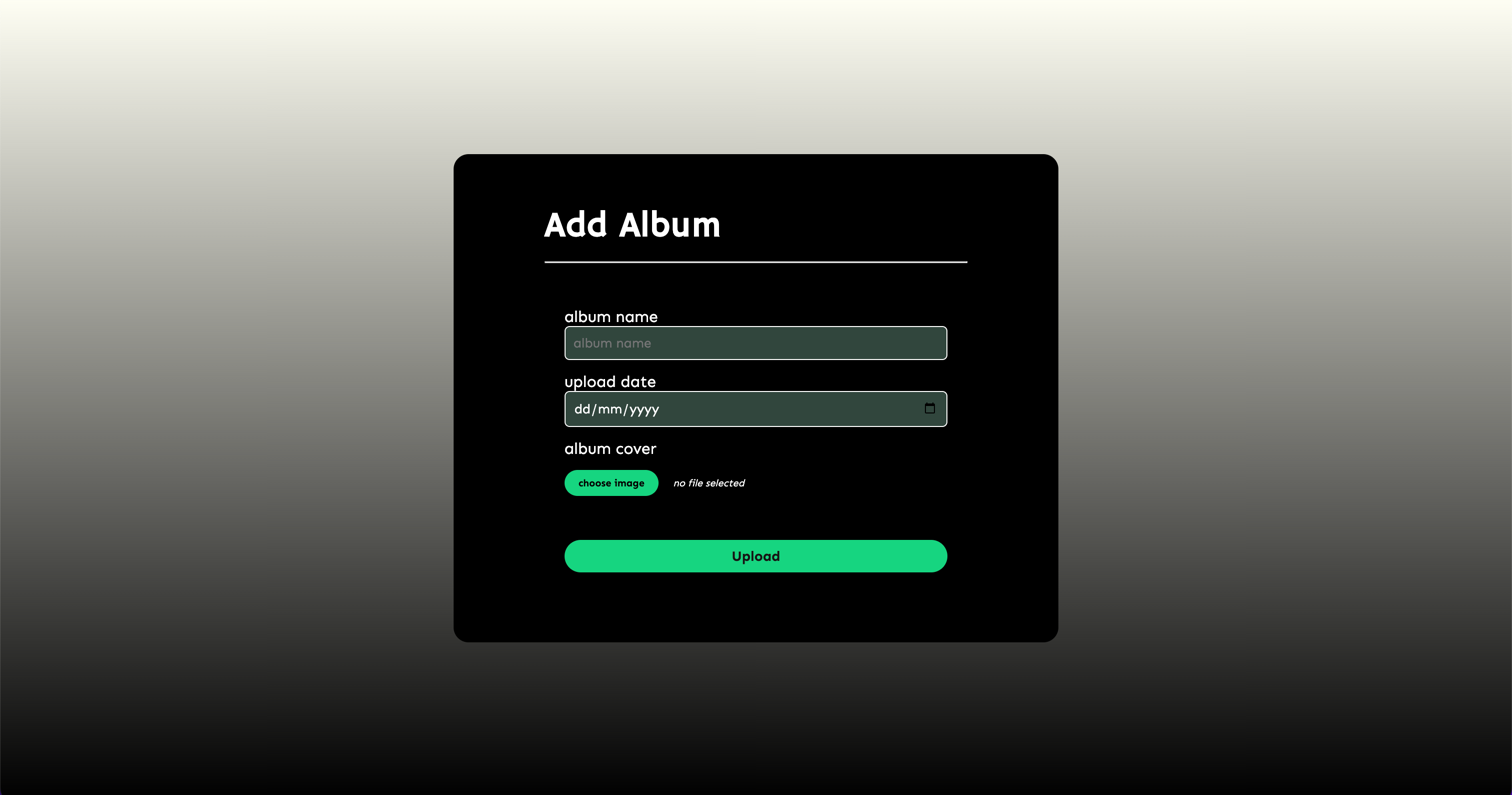 Add Album
album name
album name
upload date
dd/mm/yyyy
album cover
choose image no file selected
Upload